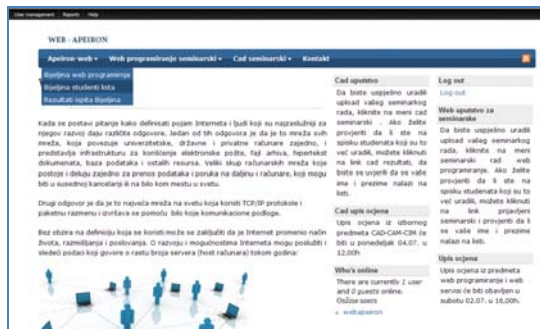 User management Reports Help
WEB - APEIRON
Apeiron-web Web programiranje seminarski Cad seminarski Kontakt
Bijeljina web programiranje
Bijeljina studenti lista
Rezultati ispita Bijeljina
Kada se postavi pitanje kako definisati pojam Interneta i ljudi koji su najzaslužniji za
njegov razvoj daju različite odgovore. Jedan od tih odgovora je da je to mreža svih
mreža, koja povezuje univerzitetske, državne i privatne računare zajedno, i
predstavlja infrastrukturu za korišćenje elektronske pošte, fajl arhiva, hipertekst
dokumenata, baza podataka i ostalih resursa. Veliki skup računarskih mreža koje
postoje i deluju zajedno za prenos podataka i poruka na daljinu i računare, koji mogu
biti u susednoj kancelariji ili na bilo kom mestu u svetu.
Drugi odgovor je da je to najveća mreža na svetu koja koristi TCP/IP protokole i
paketnu razmenu i izvršava se pomoću bilo koje komunikacione podloge.
Bez obzira na definiciju koja se koristi može se zaključiti da je Internet promenio način
života, razmišljanja i poslovanja. O razvoju i mogućnostima Interneta mogu poslužiti i
sledeći podaci koji govore o rastu broja servera (host računara) tokom godina:
Cad uputstvo
Da biste uspješno uradili
upload vašeg seminarkog
rada, kliknite na meni cad
seminarski . Ako želite
provjeriti da li ste na
spisku studenata koji su to
već uradili, možete kliknuti
na link cad rezultati, da
biste se uvjerili da se vaše
ime i prezime nalazi na
listi.
Cad upis ocjena
Upis ocjena iz izbornog
predmeta CAD-CAM-CIM će
biti u ponedeljak 04.07. u
12,00h
Who's online
There are currently 1 user
and 0 guests online.
Online users
webapeiron
Log out
Log out
Web uputstvo za
seminarske
Da biste uspješno uradili
upload vašeg seminarkog
rada, kliknite na meni
seminarski rad web
programiranje. Ako želite
provjeriti da li ste na
spisku studenata koji su to
već uradili, možete kliknuti
na link prijavljeni
seminarski i provjeriti da li
se vaše ime i prezime
nalazi na listi.
Upis ocjena
Upis ocjena iz predmeta
web programiranje i web
servisi će biti obavljen u
subotu 02.07. u 16,00h.